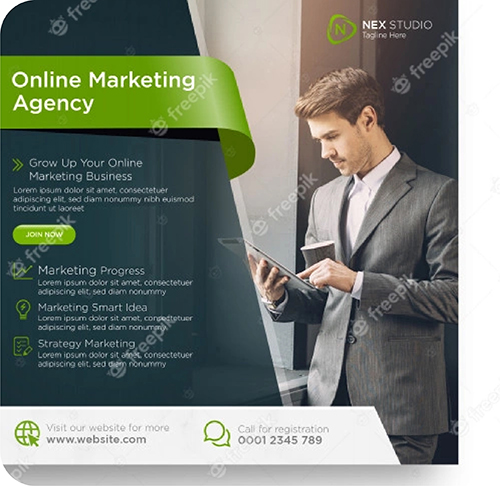 NEX STUDIO
Tagline Here
Online Marketing
Agency
Grow Up Your Online
Marketing Business
Lorem ipsum dolor sit amet, consectetuer
adipiscing elit, sed diam nonummy
tincidunt ut laoreet
JOIN NOW
Marketing Progress
Lorem ipsum dolor sit amet, consectetuer
adipiscing elit, sed diam nonummy
Marketing Smart Idea
Lorem ipsum dolor sit amet, consectetuer
adipiscing elit, sed diam nonummy
Strategy Marketing
Lorem ipsum dolor sit amet, consectetuer
adipiscing elit, sed diam nonummy
Visit our website for more
www.website.com
Call for registration
0001 2345 789
freepik